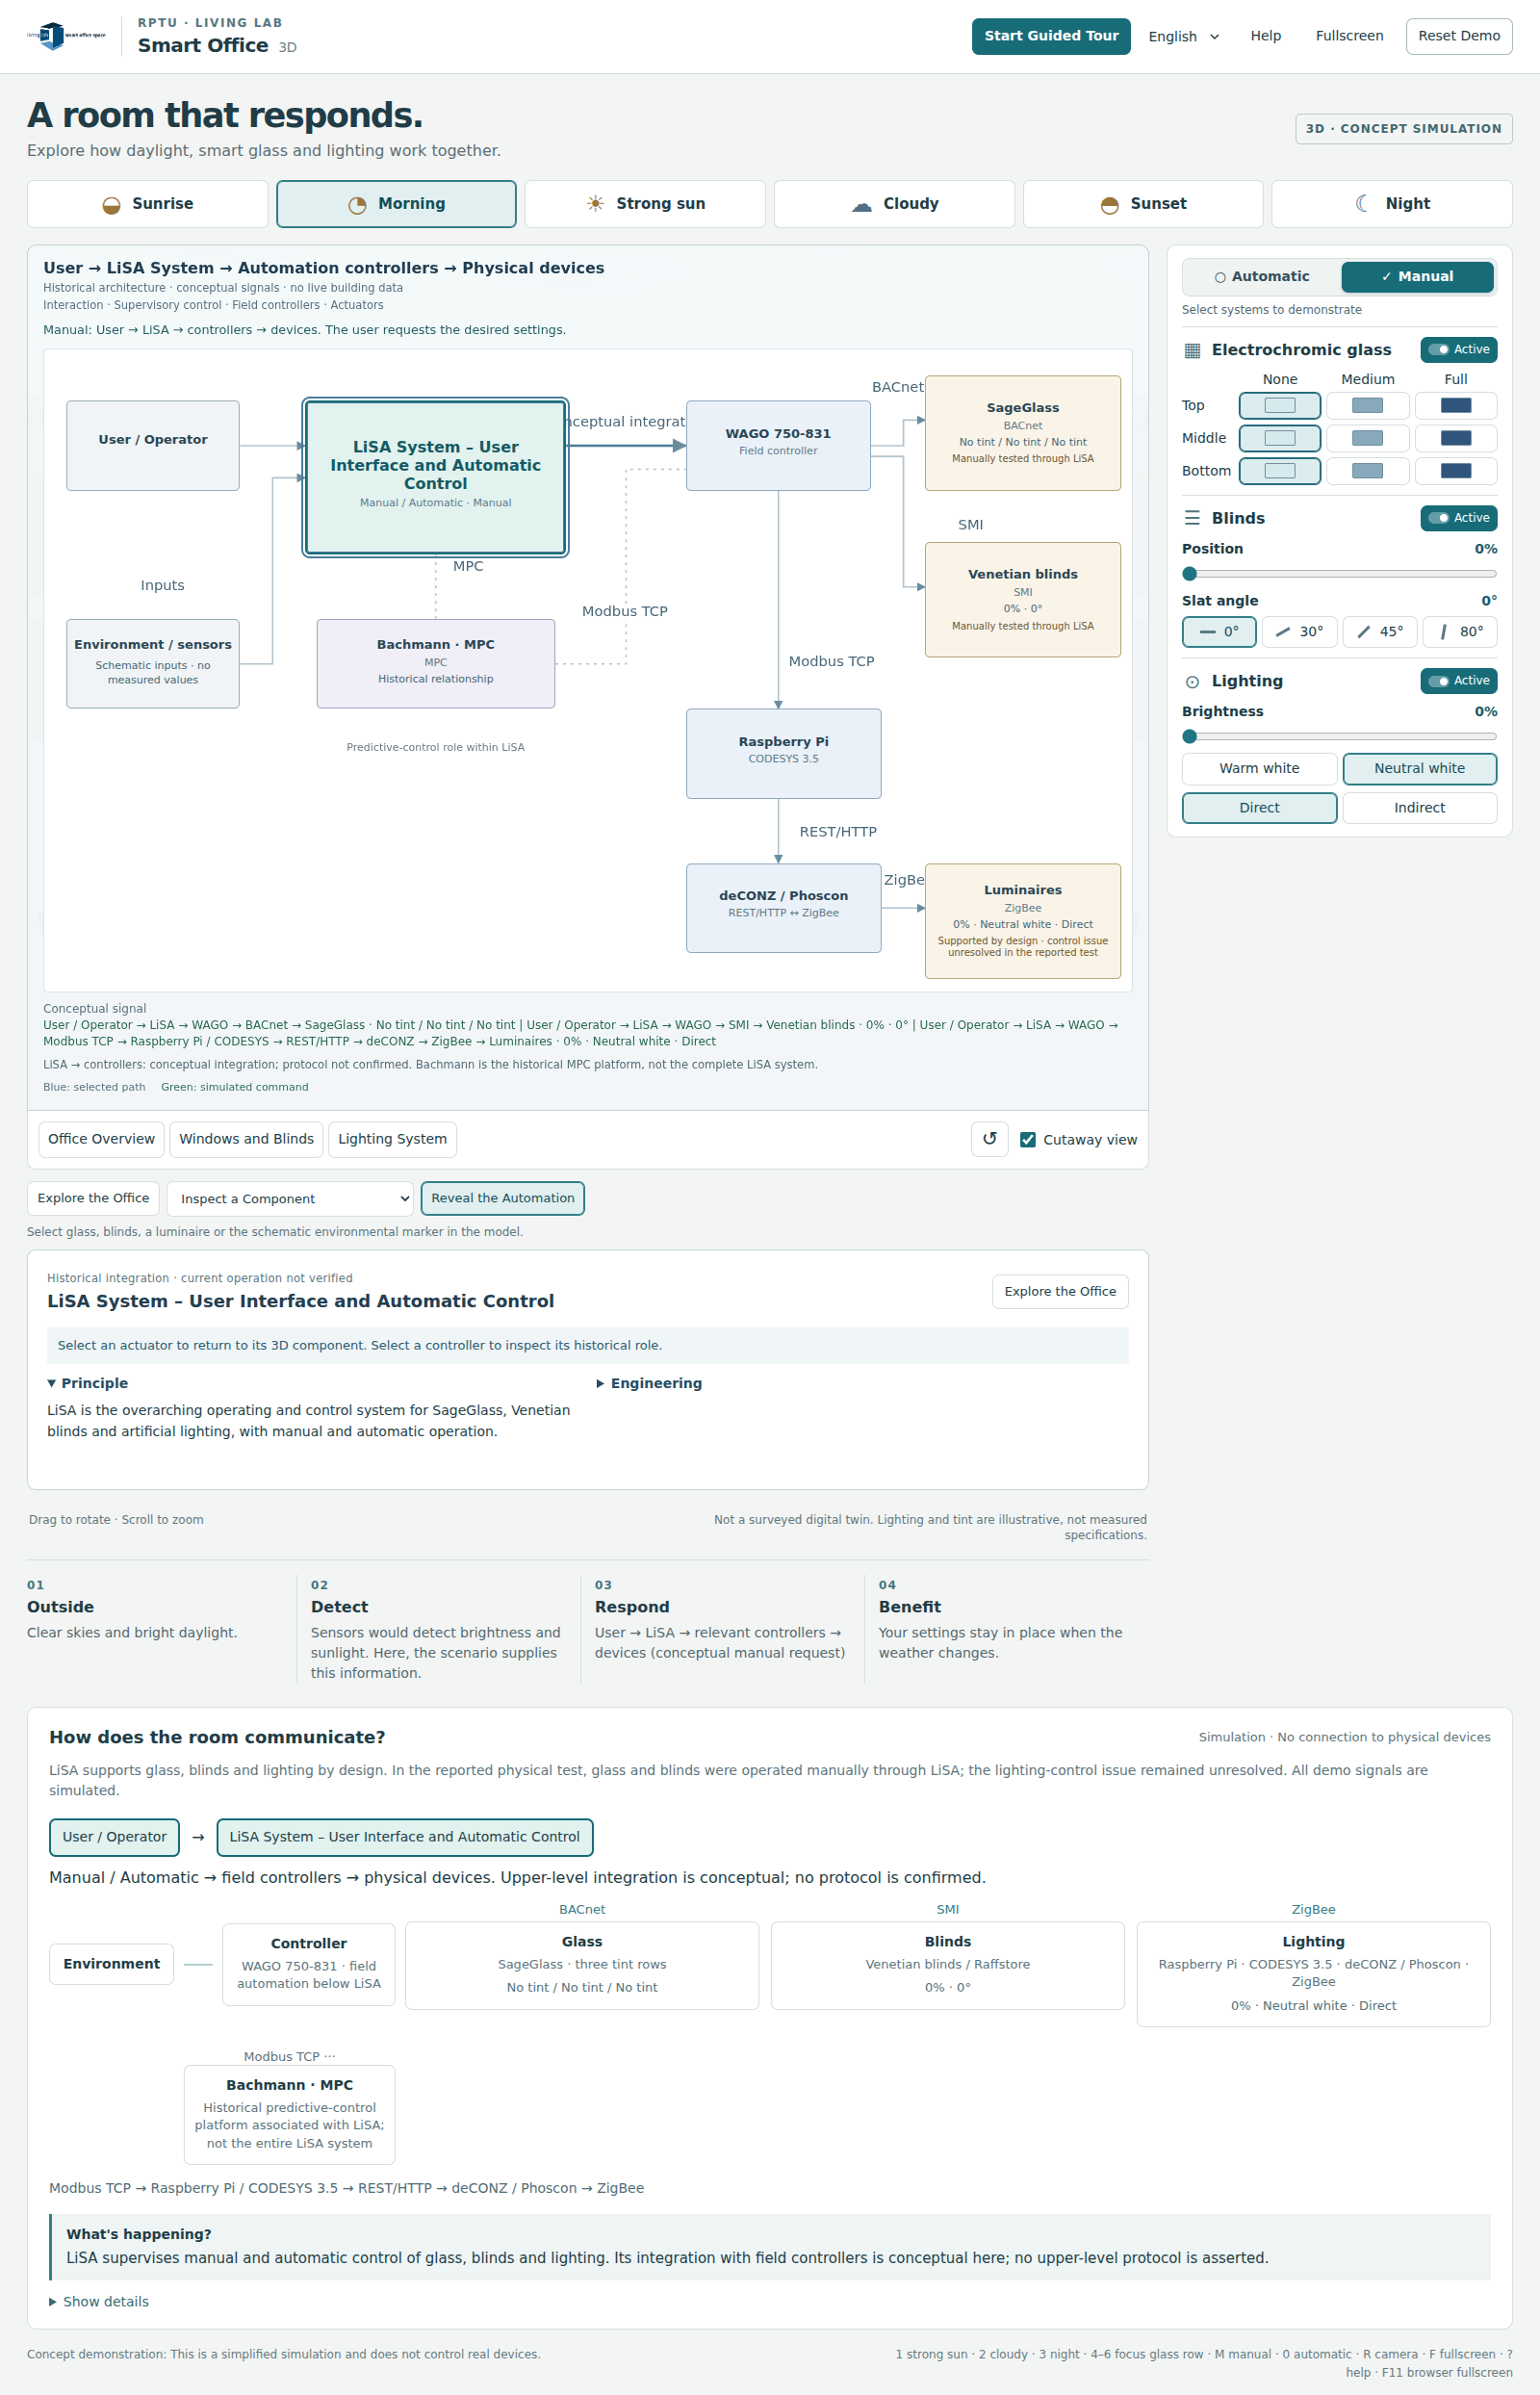 smart office space
RPTU · LIVING LAB
Smart Office 3D
Start Guided Tour
English
Help
Fullscreen
Reset Demo
A room that responds.
Explore how daylight, smart glass and lighting work together.
3D · CONCEPT SIMULATION
Sunrise
Morning
Strong sun
Cloudy
Sunset
Night
User → LiSA System → Automation controllers → Physical devices
Historical architecture · conceptual signals · no live building data
Interaction · Supervisory control · Field controllers · Actuators
Manual: User → LiSA → controllers → devices. The user requests the desired settings.
User / Operator
LiSA System – User
Interface and Automatic
Control
Manual / Automatic · Manual
nceptual integrat
WAGO 750-831
Field controller
BACnet
SageGlass
BACnet
No tint / No tint / No tint
Manually tested through LiSA
SMI
Venetian blinds
SMI
0% · 0°
Manually tested through LiSA
Inputs
MPC
Modbus TCP
Environment / sensors
Schematic inputs · no
measured values
Bachmann · MPC
MPC
Historical relationship
Predictive-control role within LiSA
Modbus TCP
Raspberry Pi
CODESYS 3.5
REST/HTTP
deCONZ / Phoscon
REST/HTTP ↔ ZigBee
ZigBe
Luminaires
ZigBee
0% · Neutral white · Direct
Supported by design · control issue
unresolved in the reported test
Conceptual signal
User / Operator → LiSA → WAGO → BACnet → SageGlass · No tint / No tint / No tint | User / Operator → LiSA → WAGO → SMI → Venetian blinds · 0% · 0° | User / Operator → LiSA → WAGO →
Modbus TCP → Raspberry Pi / CODESYS → REST/HTTP → deCONZ → ZigBee → Luminaires · 0% · Neutral white · Direct
LiSA → controllers: conceptual integration; protocol not confirmed. Bachmann is the historical MPC platform, not the complete LiSA system.
Blue: selected path Green: simulated command
Office Overview
Windows and Blinds
Lighting System
↺
Cutaway view
○ Automatic
✓ Manual
Select systems to demonstrate
Electrochromic glass
Active
None Medium Full
Top
Middle
Bottom
Blinds
Active
Position 0%
Slat angle 0°
0° 30° 45° 80°
Lighting
Active
Brightness 0%
Warm white
Neutral white
Direct
Indirect
Explore the Office
Inspect a Component
Reveal the Automation
Select glass, blinds, a luminaire or the schematic environmental marker in the model.
Historical integration · current operation not verified
LiSA System – User Interface and Automatic Control
Explore the Office
Select an actuator to return to its 3D component. Select a controller to inspect its historical role.
▼ Principle
LiSA is the overarching operating and control system for SageGlass, Venetian
blinds and artificial lighting, with manual and automatic operation.
▶ Engineering
Drag to rotate · Scroll to zoom
Not a surveyed digital twin. Lighting and tint are illustrative, not measured
specifications.
01
Outside
Clear skies and bright daylight.
02
Detect
Sensors would detect brightness and
sunlight. Here, the scenario supplies
this information.
03
Respond
User → LiSA → relevant controllers →
devices (conceptual manual request)
04
Benefit
Your settings stay in place when the
weather changes.
How does the room communicate?
Simulation · No connection to physical devices
LiSA supports glass, blinds and lighting by design. In the reported physical test, glass and blinds were operated manually through LiSA; the lighting-control issue remained unresolved. All demo signals are
simulated.
User / Operator → LiSA System – User Interface and Automatic Control
Manual / Automatic → field controllers → physical devices. Upper-level integration is conceptual; no protocol is confirmed.
Environment
Controller
WAGO 750-831 · field
automation below LiSA
BACnet
Glass
SageGlass · three tint rows
No tint / No tint / No tint
SMI
Blinds
Venetian blinds / Raffstore
0% · 0°
ZigBee
Lighting
Raspberry Pi · CODESYS 3.5 · deCONZ / Phoscon ·
ZigBee
0% · Neutral white · Direct
Modbus TCP ···
Bachmann · MPC
Historical predictive-control
platform associated with LiSA;
not the entire LiSA system
Modbus TCP → Raspberry Pi / CODESYS 3.5 → REST/HTTP → deCONZ / Phoscon → ZigBee
What's happening?
LiSA supervises manual and automatic control of glass, blinds and lighting. Its integration with field controllers is conceptual here; no upper-level protocol is asserted.
▶ Show details
Concept demonstration: This is a simplified simulation and does not control real devices.
1 strong sun · 2 cloudy · 3 night · 4–6 focus glass row · M manual · 0 automatic · R camera · F fullscreen · ?
help · F11 browser fullscreen